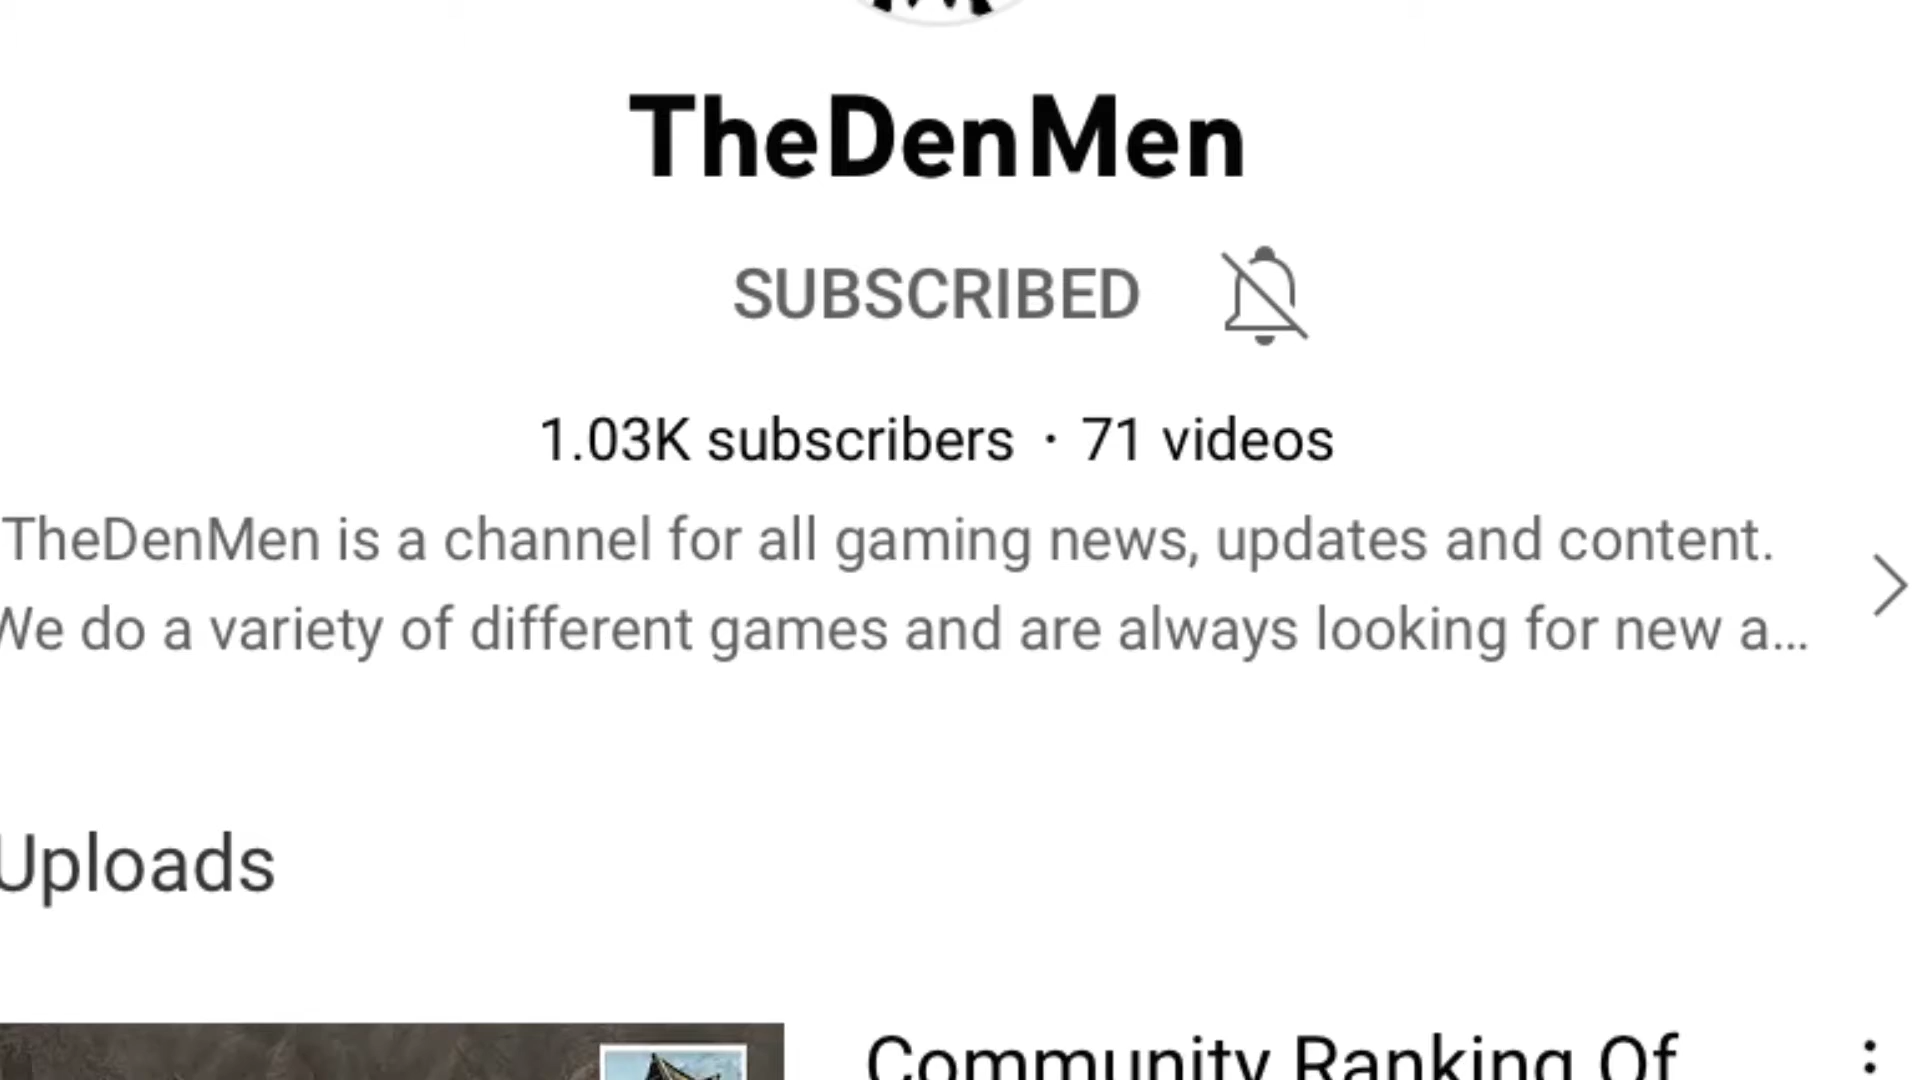 TheDenMen
SUBSCRIBED
1.03K subscribers · 71 videos
TheDenMen is a channel for all gaming news, updates and content.
We do a variety of different games and are always looking for new a...
Uploads
Community Ranking Of